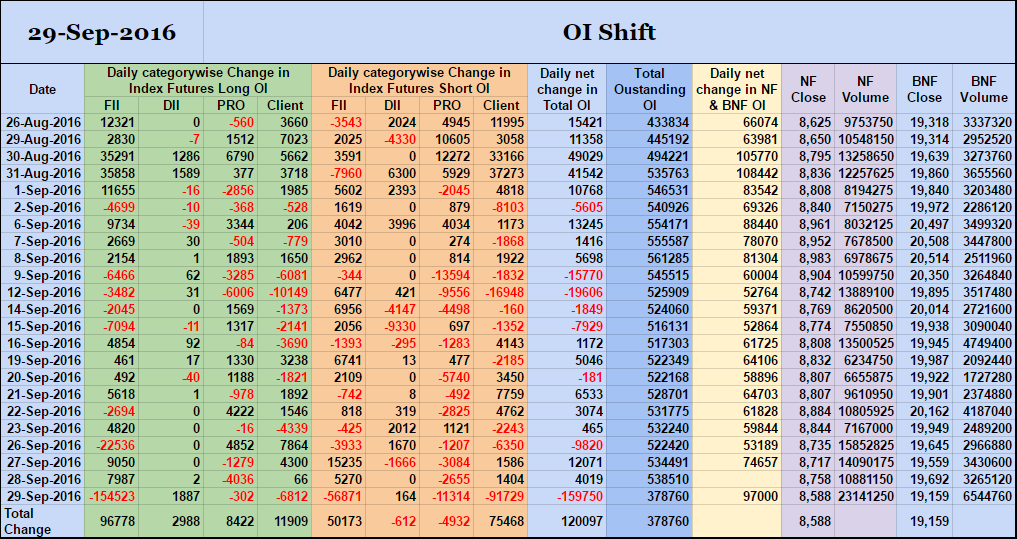 29-Sep-2016 OI Shift
Date Daily categorywise Change in Index Futures Long OI Daily categorywise Change in Index Futures Short OI Daily net change in Total OI Total Oustanding OI Daily net change in NF & BNF OI NF Close NF Volume BNF Close BNF Volume
FII DII PRO Client FII DII PRO Client
26-Aug-2016 12321 0 -560 3660 -3543 2024 4945 11995 15421 433834 66074 8,625 9753750 19,318 3337320
29-Aug-2016 2830 -7 1512 7023 2025 -4330 10605 3058 11358 445192 63981 8,650 10548150 19,314 2952520
30-Aug-2016 35291 1286 6790 5662 3591 0 12272 33166 49029 494221 105770 8,795 13258650 19,639 3273760
31-Aug-2016 35858 1589 377 3718 -7960 6300 5929 37273 41542 535763 108442 8,836 12257625 19,860 3655560
1-Sep-2016 11655 -16 -2856 1985 5602 2393 -2045 4818 10768 546531 83542 8,808 8194275 19,840 3203480
2-Sep-2016 -4699 -10 -368 -528 1619 0 879 -8103 -5605 540926 69326 8,840 7150275 19,972 2286120
6-Sep-2016 9734 -39 3344 206 4042 3996 4034 1173 13245 554171 88440 8,961 8032125 20,497 3499320
7-Sep-2016 2669 30 -504 -779 3010 0 274 -1868 1416 555587 78070 8,952 7678500 20,508 3447800
8-Sep-2016 2154 1 1893 1650 2962 0 814 1922 5698 561285 81304 8,983 6978675 20,514 2511960
9-Sep-2016 -6466 62 -3285 -6081 -344 0 -13594 -1832 -15770 545515 60004 8,904 10599750 20,350 3264840
12-Sep-2016 -3482 31 -6006 -10149 6477 421 -9556 -16948 -19606 525909 52764 8,742 13889100 19,895 3517480
14-Sep-2016 -2045 0 1569 -1373 6956 -4147 -4498 -160 -1849 524060 59371 8,769 8620500 20,014 2721600
15-Sep-2016 -7094 -11 1317 -2141 2056 -9330 697 -1352 -7929 516131 52864 8,774 7550850 19,938 3090040
16-Sep-2016 4854 92 -84 -3690 -1393 -295 -1283 4143 1172 517303 61725 8,808 13500525 19,945 4749400
19-Sep-2016 461 17 1330 3238 6741 13 477 -2185 5046 522349 64106 8,832 6234750 19,987 2092440
20-Sep-2016 492 -40 1188 -1821 2109 0 -5740 3450 -181 522168 58896 8,807 6655875 19,922 1727280
21-Sep-2016 5618 1 -978 1892 -742 8 -492 7759 6533 528701 64703 8,807 9610950 19,901 2374880
22-Sep-2016 -2694 0 4222 1546 818 319 -2825 4762 3074 531775 61828 8,884 10805925 20,162 4187040
23-Sep-2016 4820 0 -16 -4339 -425 2012 1121 -2243 465 532240 59844 8,844 7167000 19,949 2489200
26-Sep-2016 -22536 0 4852 7864 -3933 1670 -1207 -6350 -9820 522420 53189 8,735 15852825 19,645 2966880
27-Sep-2016 9050 0 -1279 4300 15235 -1666 -3084 1586 12071 534491 74657 8,717 14090175 19,559 3430600
28-Sep-2016 7987 2 -4036 66 5270 0 -2655 1404 4019 538510 8,758 10881150 19,692 3265120
29-Sep-2016 -154523 1887 -302 -6812 -56871 164 -11314 -91729 -159750 378760 97000 8,588 23141250 19,159 6544760
Total Change 96778 2988 8422 11909 50173 -612 -4932 75468 120097 378760 8,588 19,159